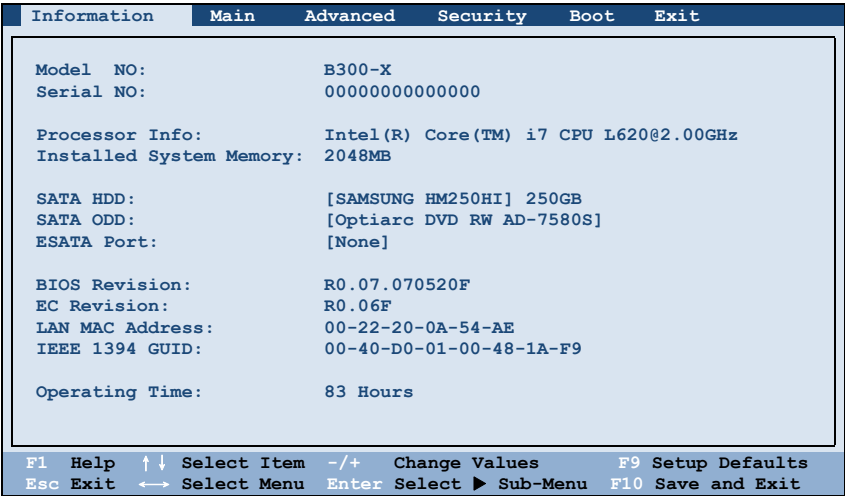 Information Main Advanced Security Boot Exit
Model NO: B300-X
Serial NO: 00000000000000
Processor Info: Intel(R) Core(TM) i7 CPU L620@2.00GHz
Installed System Memory: 2048MB
SATA HDD: [SAMSUNG HM250HI] 250GB
SATA ODD: [Optiarc DVD RW AD-7580S]
ESATA Port: [None]
BIOS Revision: R0.07.070520F
EC Revision: R0.06F
LAN MAC Address: 00-22-20-0A-54-AE
IEEE 1394 GUID: 00-40-D0-01-00-48-1A-F9
Operating Time: 83 Hours
F1 Help ↑↓ Select Item -/+ Change Values F9 Setup Defaults
Esc Exit ←→ Select Menu Enter Select ▶ Sub-Menu F10 Save and Exit